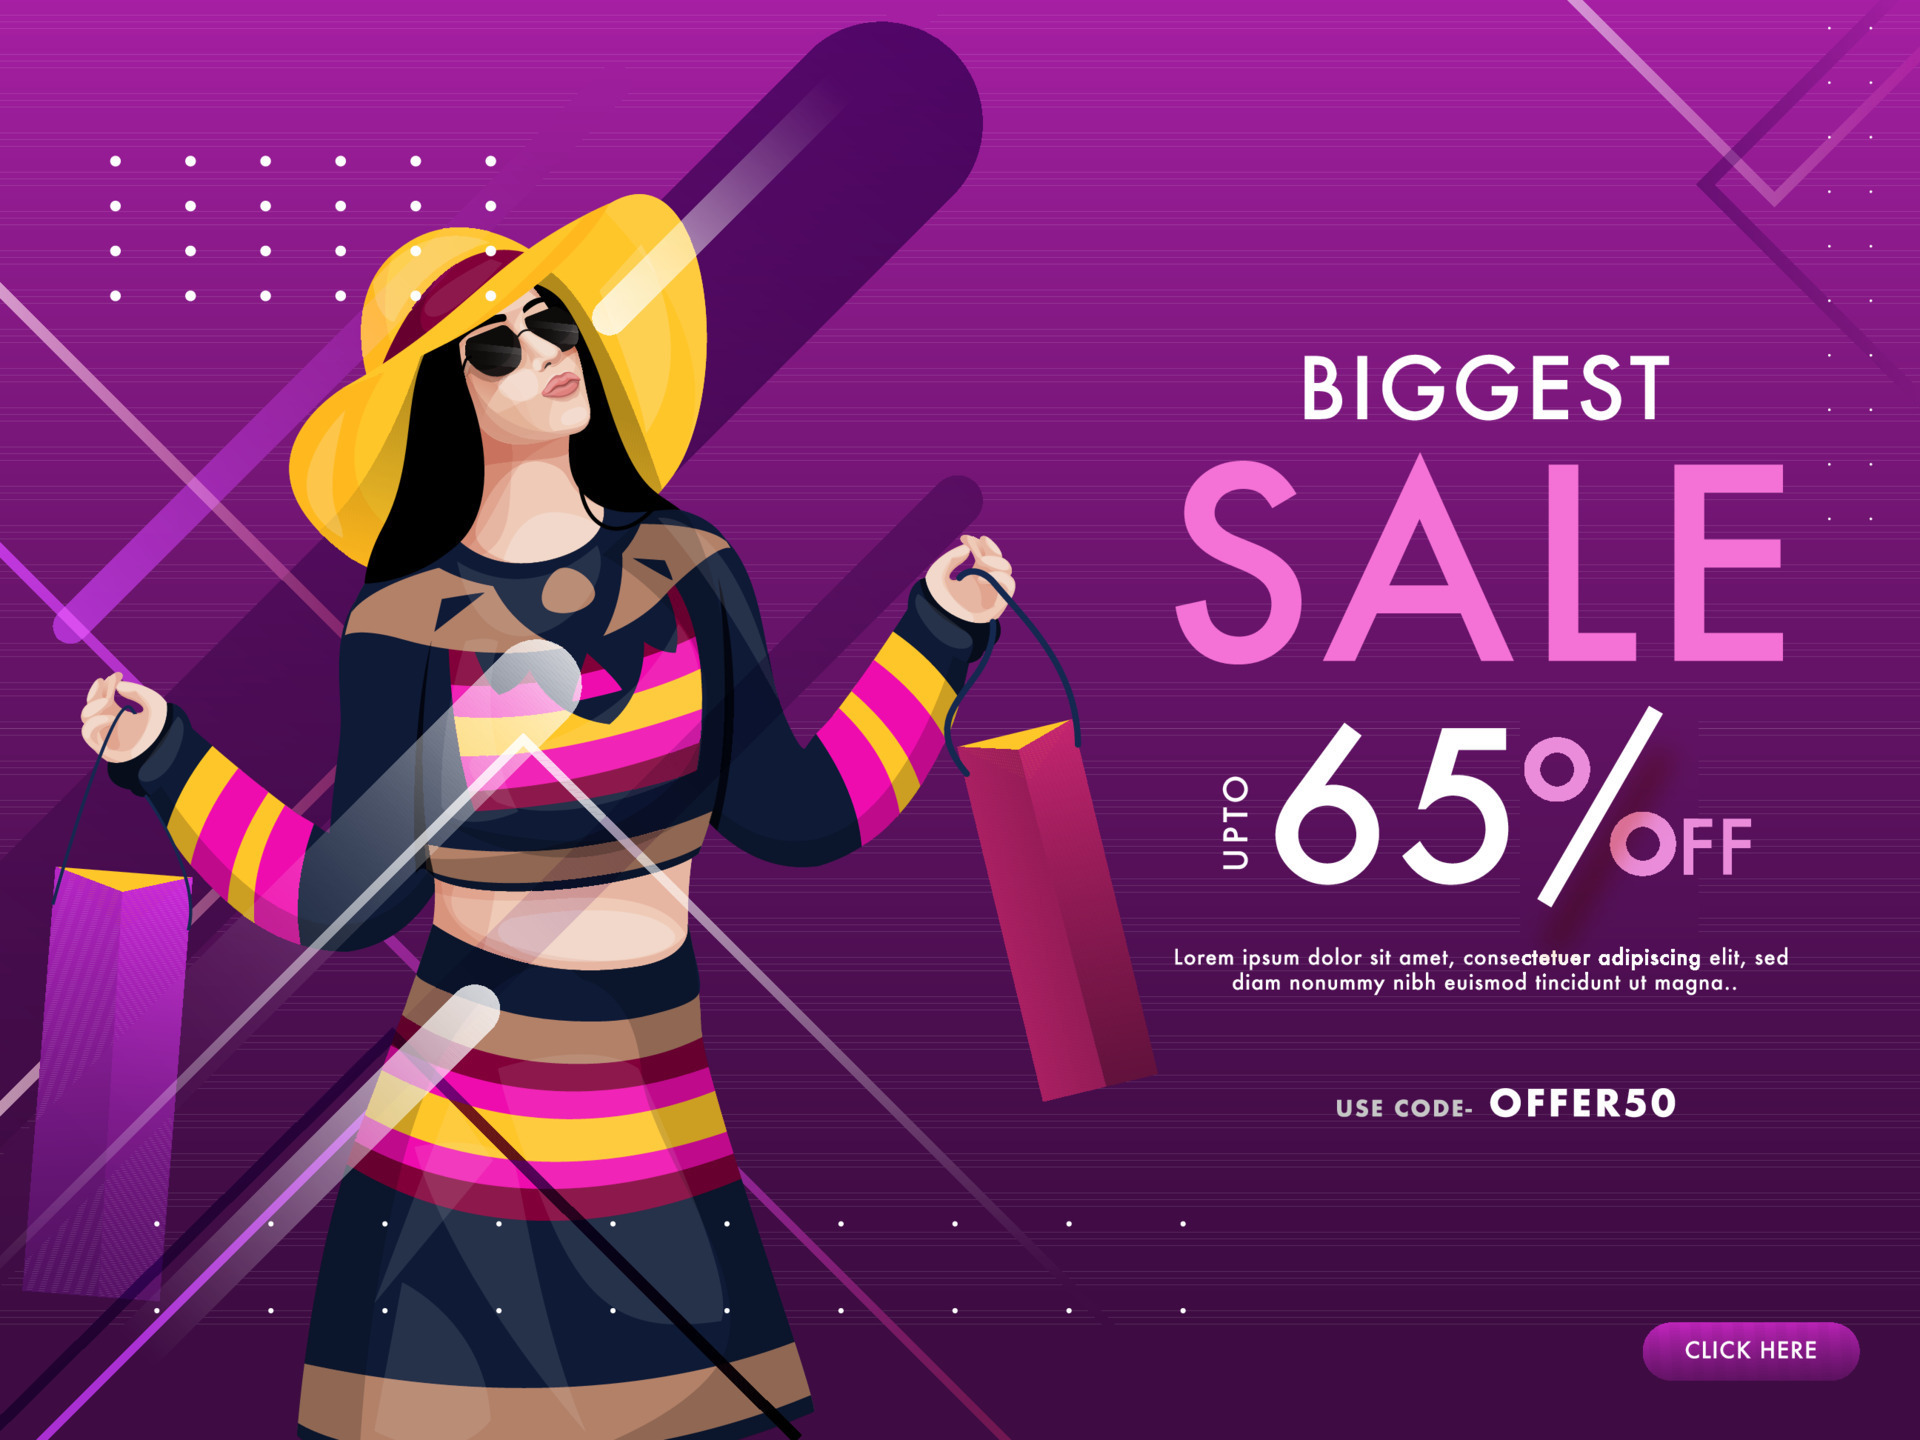 BIGGEST
SALE
UPTO 65% OFF
Lorem ipsum dolor sit amet, consectetuer adipiscing elit, sed
diam nonummy nibh euismod tincidunt ut magna..
USE CODE- OFFER50
CLICK HERE